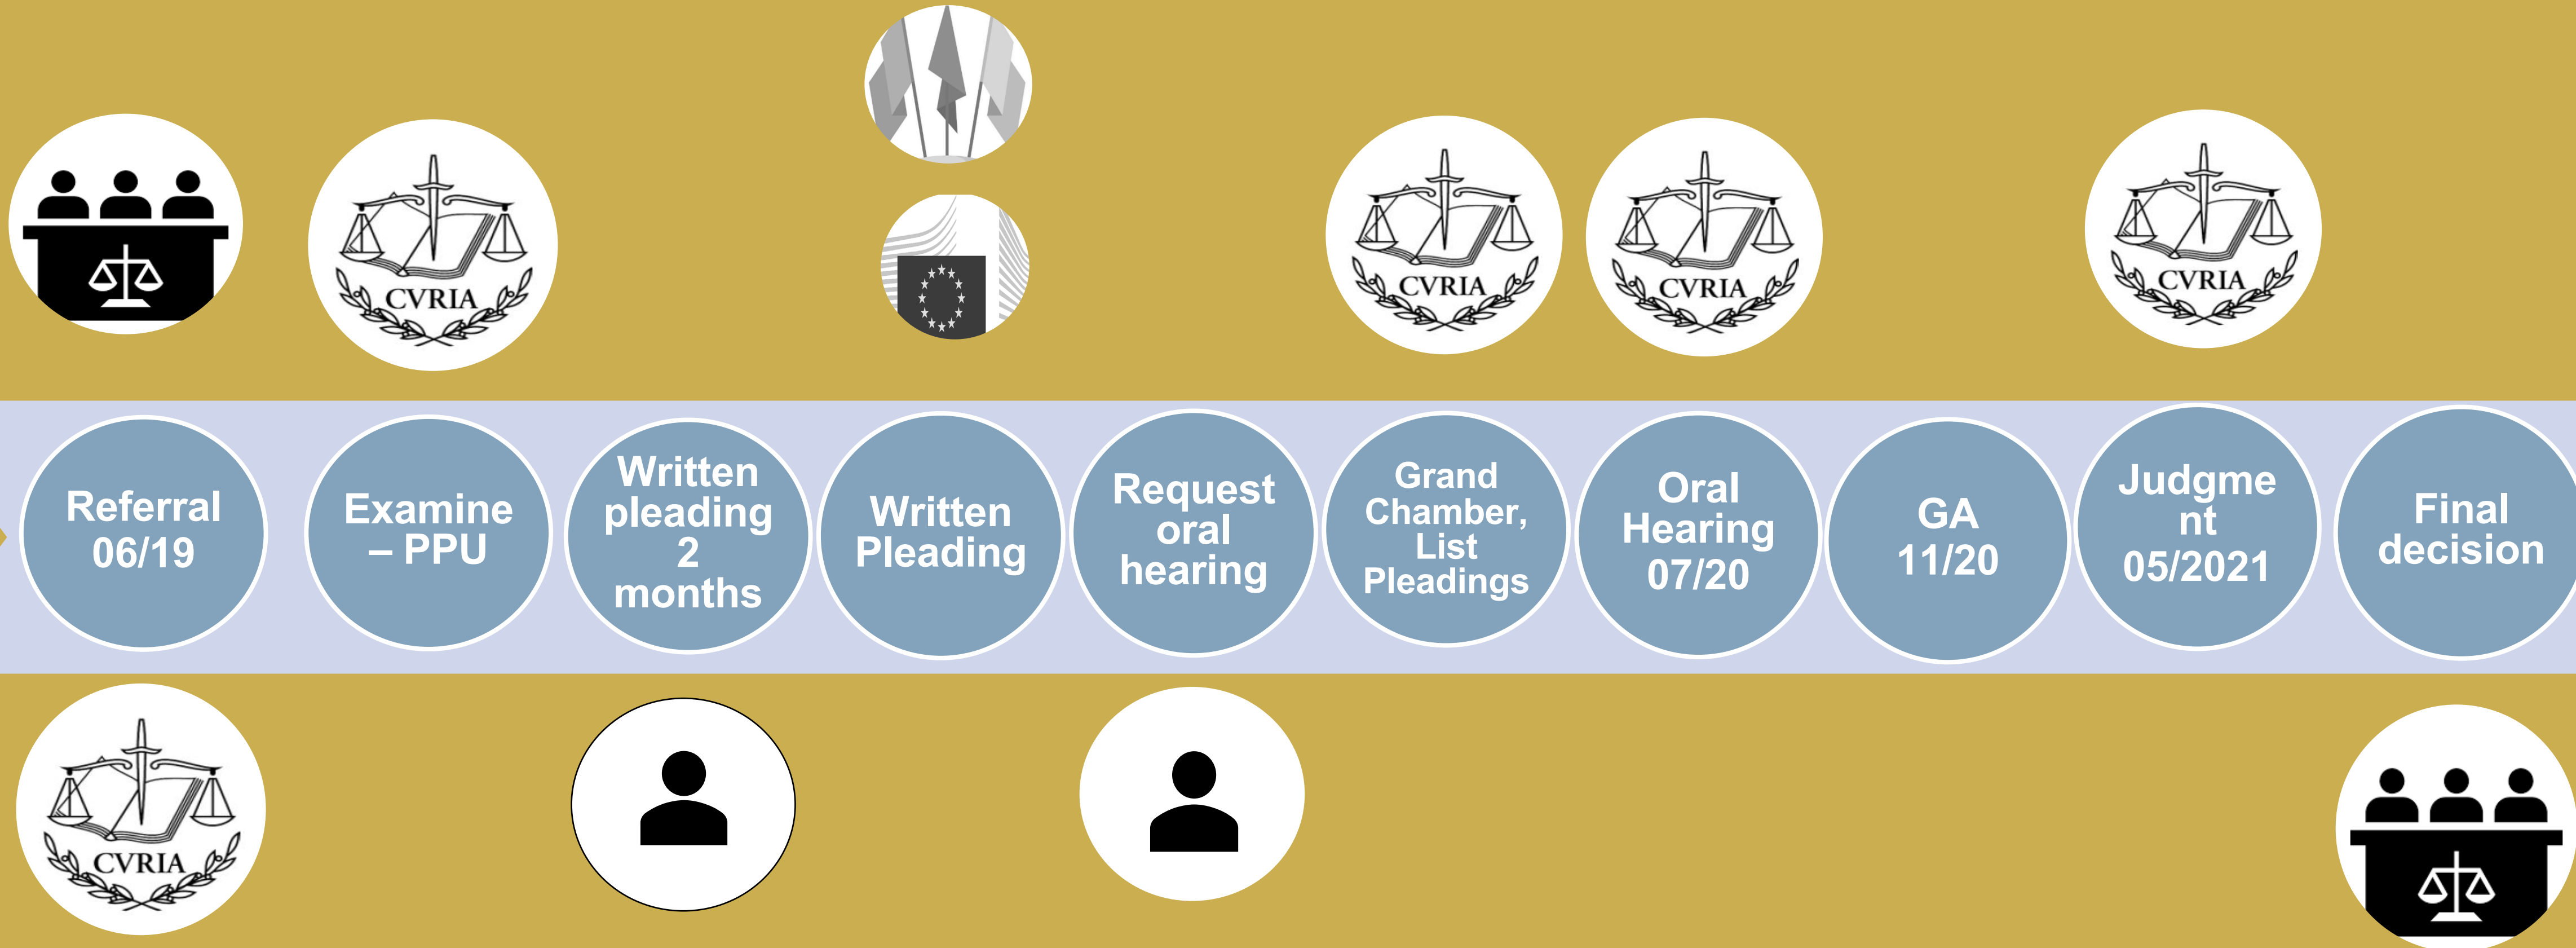 CVRIA
CVRIA
CVRIA
CVRIA
Referral
06/19
Examine
– PPU
Written
pleading
2
months
Written
Pleading
Request
oral
hearing
Grand
Chamber,
List
Pleadings
Oral
Hearing
07/20
GA
11/20
Judgme
nt
05/2021
Final
decision
CVRIA